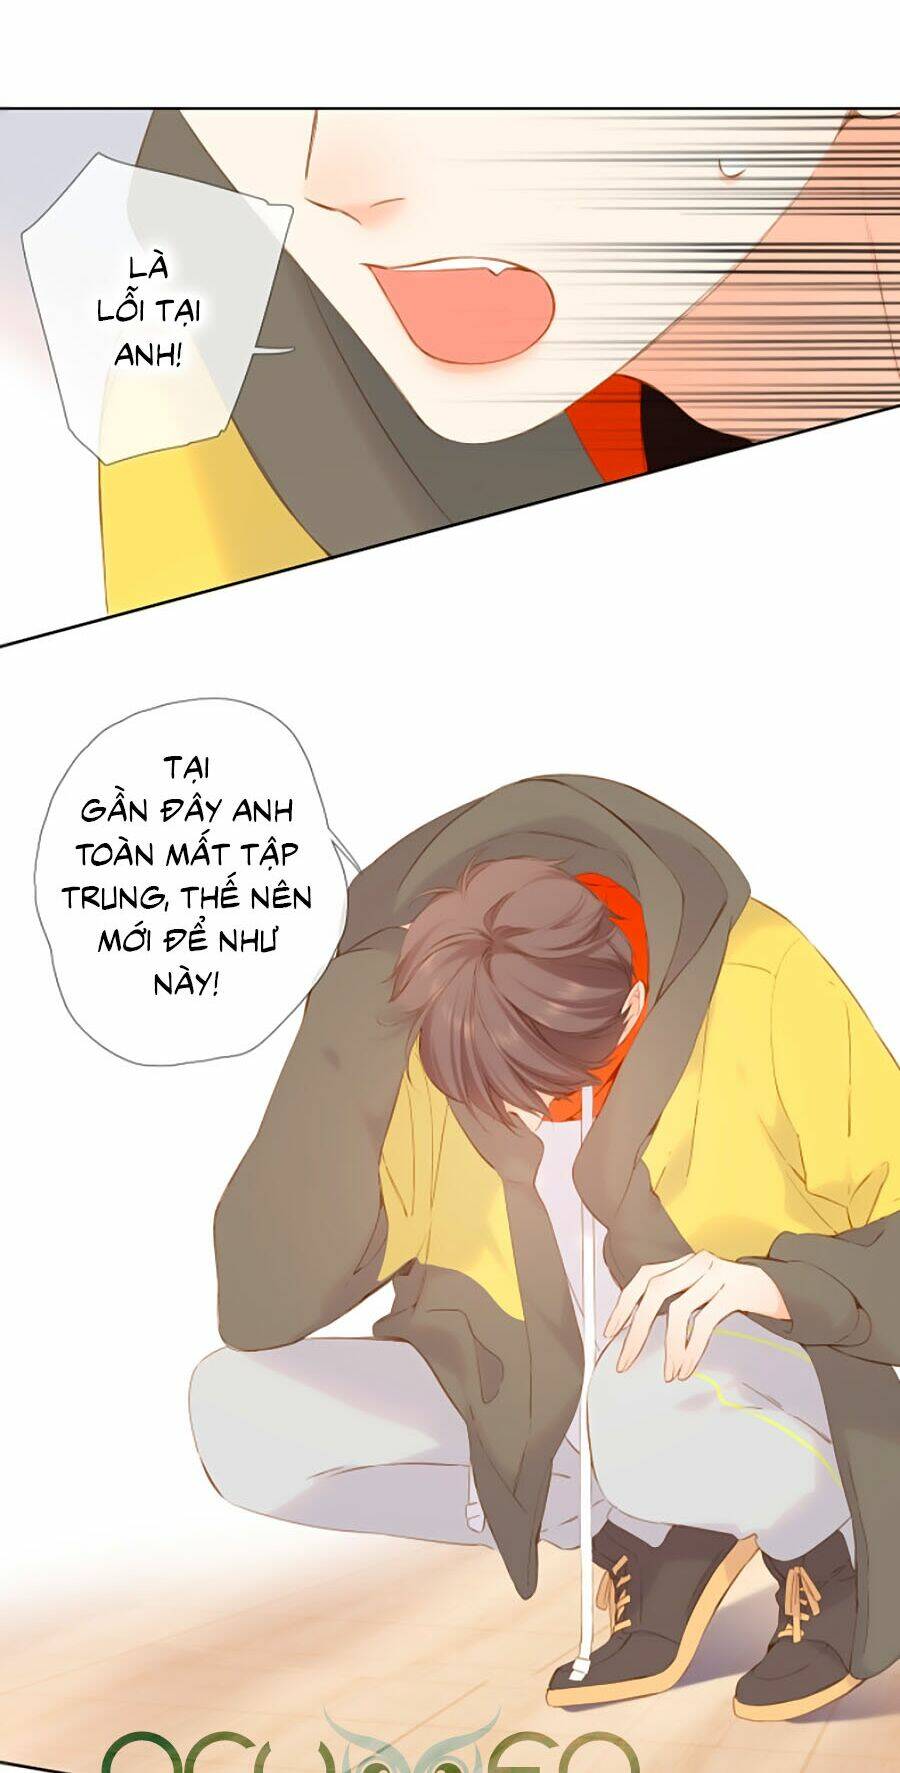 LÀ
LỖI TẠI
ANH!
TẠI
GẦN ĐÂY ANH
TOÀN MẤT TẬP
TRUNG, THẾ NÊN
MỚI ĐỂ NHƯ
NÀY!